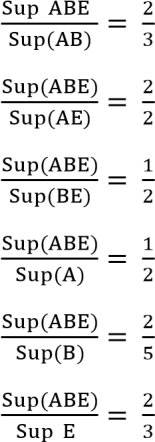 Sup ABE / Sup(AB) = 2/3
Sup(ABE) / Sup(AE) = 2/2
Sup(ABE) / Sup(BE) = 1/2
Sup(ABE) / Sup(A) = 1/2
Sup(ABE) / Sup(B) = 2/5
Sup(ABE) / Sup E = 2/3